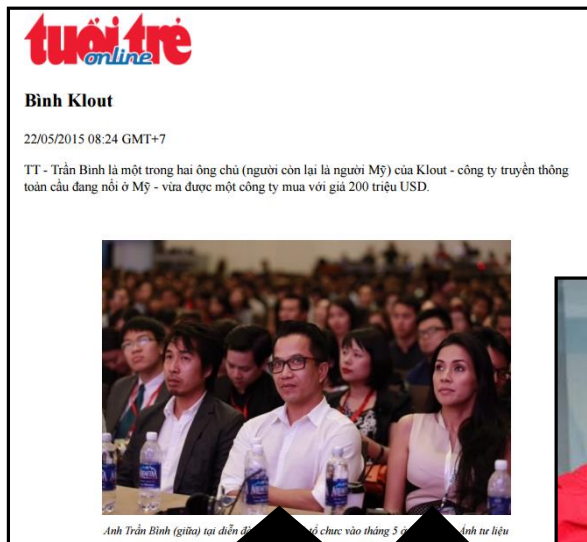 tuổi trẻ
online
Bình Klout
22/05/2015 08:24 GMT+7
TT - Trần Bình là một trong hai ông chủ (người còn lại là người Mỹ) của Klout - công ty truyền thông
toàn cầu đang nổi ở Mỹ - vừa được một công ty mua với giá 200 triệu USD.
Anh Trần Bình (giữa) tại diễn tổ chức vào tháng 5 ở Ảnh tư liệu